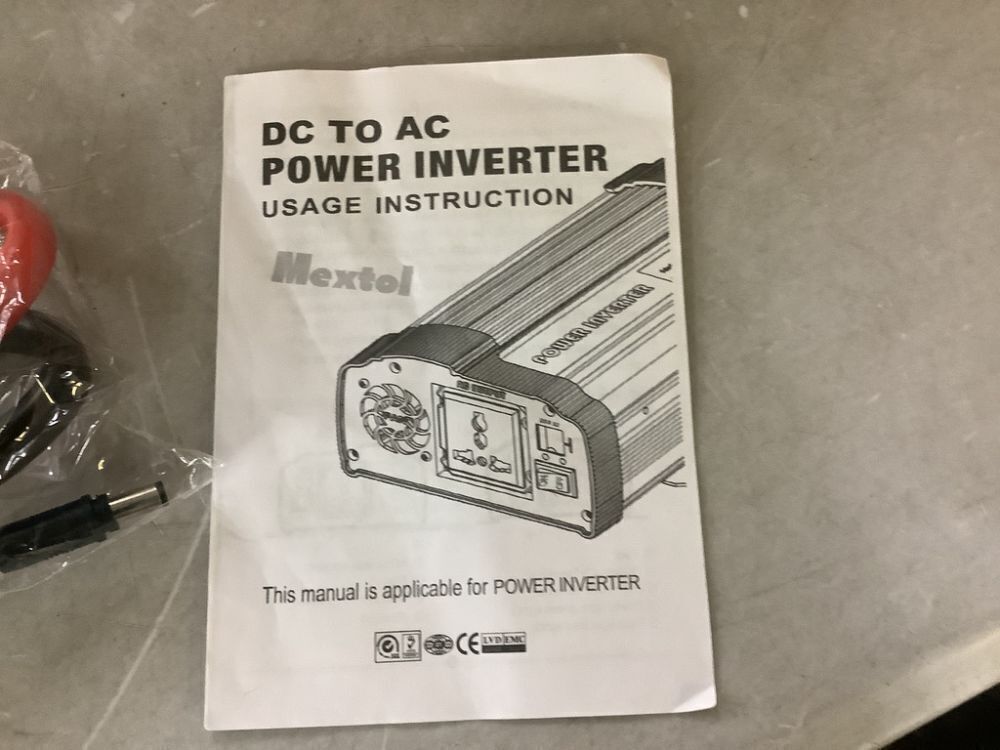 DC TO AC
POWER INVERTER
USAGE INSTRUCTION
Mextol
POWER INVERTER
This manual is applicable for POWER INVERTER
CE
LVD EMC